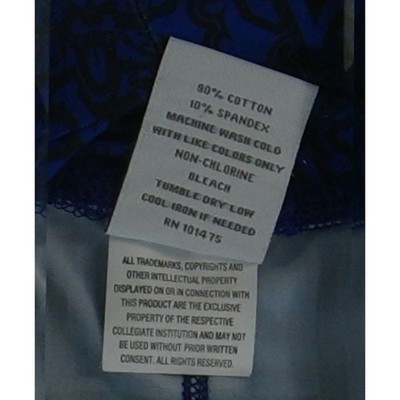 90% COTTON
10% SPANDEX
MACHINE WASH COLD
WITH LIKE COLORS ONLY
NON-CHLORINE
BLEACH
TUMBLE DRY LOW
COOL IRON IF NEEDED
RN 101475
ALL TRADEMARKS, COPYRIGHTS AND
OTHER INTELLECTUAL PROPERTY
DISPLAYED ON OR IN CONNECTION WITH
THIS PRODUCT ARE THE EXCLUSIVE
PROPERTY OF THE RESPECTIVE
COLLEGIATE INSTITUTION AND MAY NOT
BE USED WITHOUT PRIOR WRITTEN
CONSENT. ALL RIGHTS RESERVED.